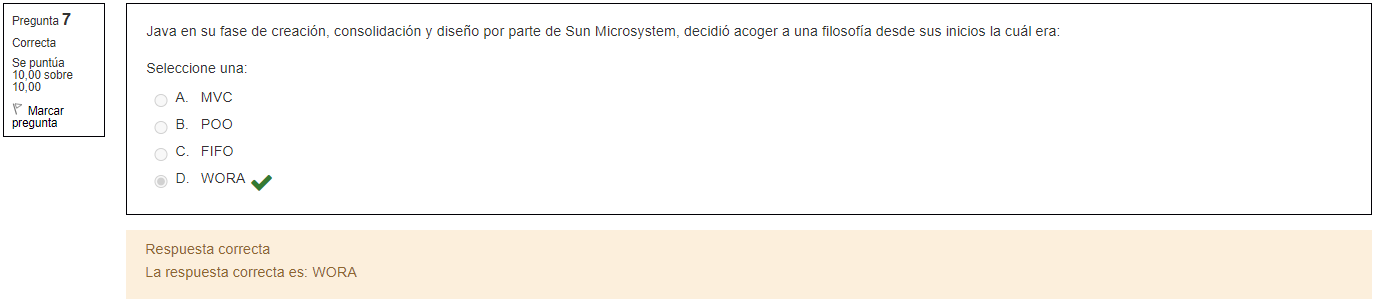 Pregunta 7
Correcta
Se puntúa
10,00 sobre
10,00
Marcar
pregunta
Java en su fase de creación, consolidación y diseño por parte de Sun Microsystem, decidió acoger a una filosofía desde sus inicios la cuál era:
Seleccione una:
A. MVC
B. POO
C. FIFO
D. WORA
Respuesta correcta
La respuesta correcta es: WORA